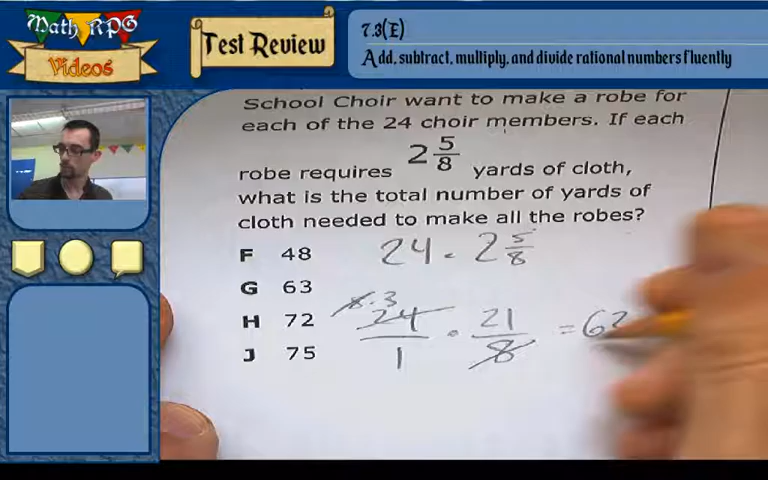 Math RPG
Videos
Test Review
7.3(E)
Add, subtract, multiply, and divide rational numbers fluently
School Choir want to make a robe for
each of the 24 choir members. If each
robe requires 2 5/8 yards of cloth,
what is the total number of yards of
cloth needed to make all the robes?
F 48
G 63
H 72
J 75
24 · 2 5/8
8·3
24/1 · 21/8 = 6